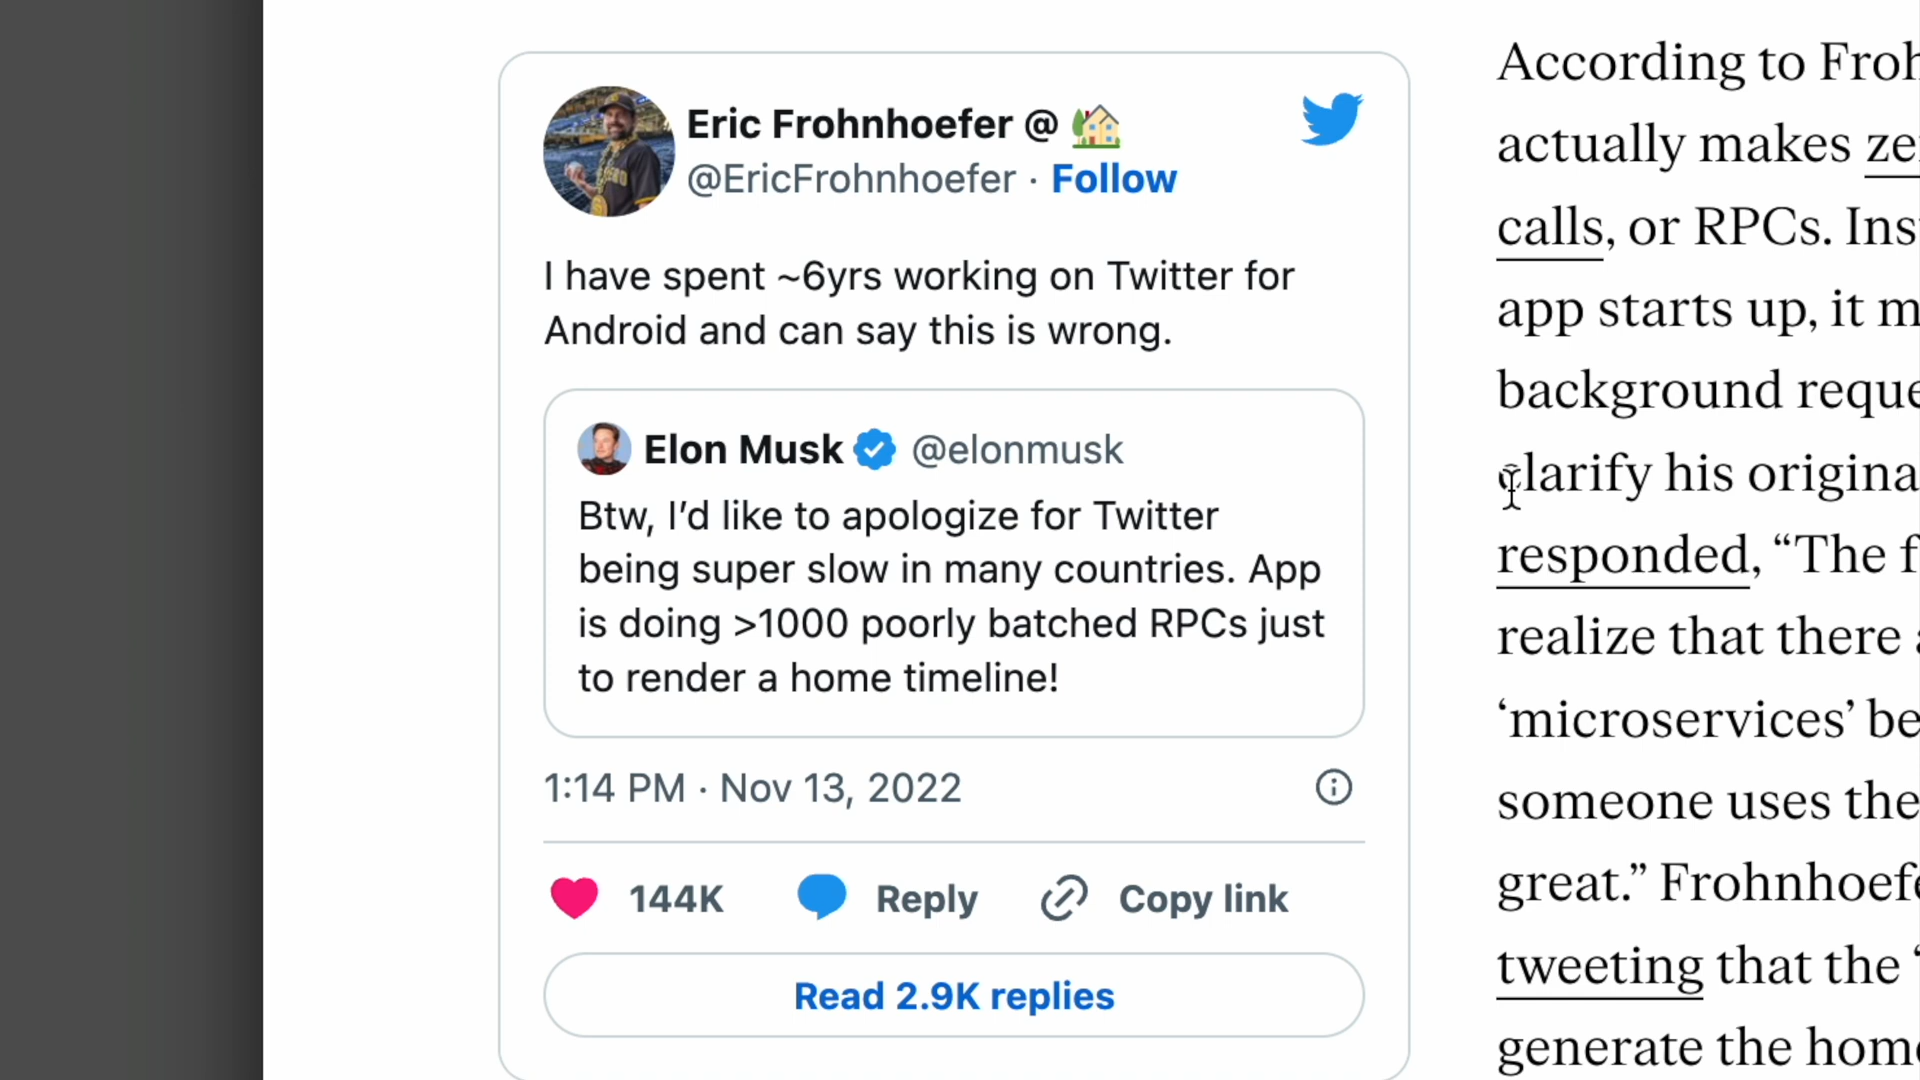 Eric Frohnhoefer @ 🏡
@EricFrohnhoefer · Follow
I have spent ~6yrs working on Twitter for
Android and can say this is wrong.
Elon Musk @elonmusk
Btw, I’d like to apologize for Twitter
being super slow in many countries. App
is doing >1000 poorly batched RPCs just
to render a home timeline!
1:14 PM · Nov 13, 2022
144K Reply Copy link
Read 2.9K replies
According to Froh
actually makes
calls, or RPCs. Ins
app starts up, it m
background reque
clarify his origina
responded, “The f
realize that there
‘microservices’ be
someone uses the
great.” Frohnhoefe
tweeting that the ‘
generate the home